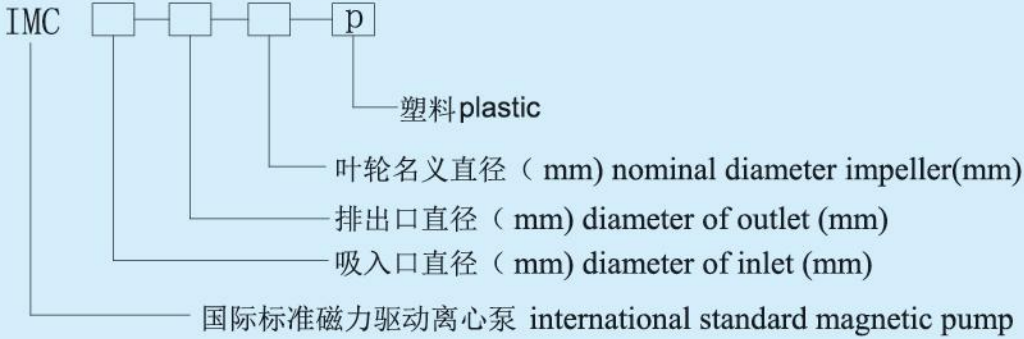 IMC p
塑料plastic
叶轮名义直径（ mm) nominal diameter impeller(mm)
排出口直径（ mm) diameter of outlet (mm)
吸入口直径（ mm) diameter of inlet (mm)
国际标准磁力驱动离心泵 international standard magnetic pump